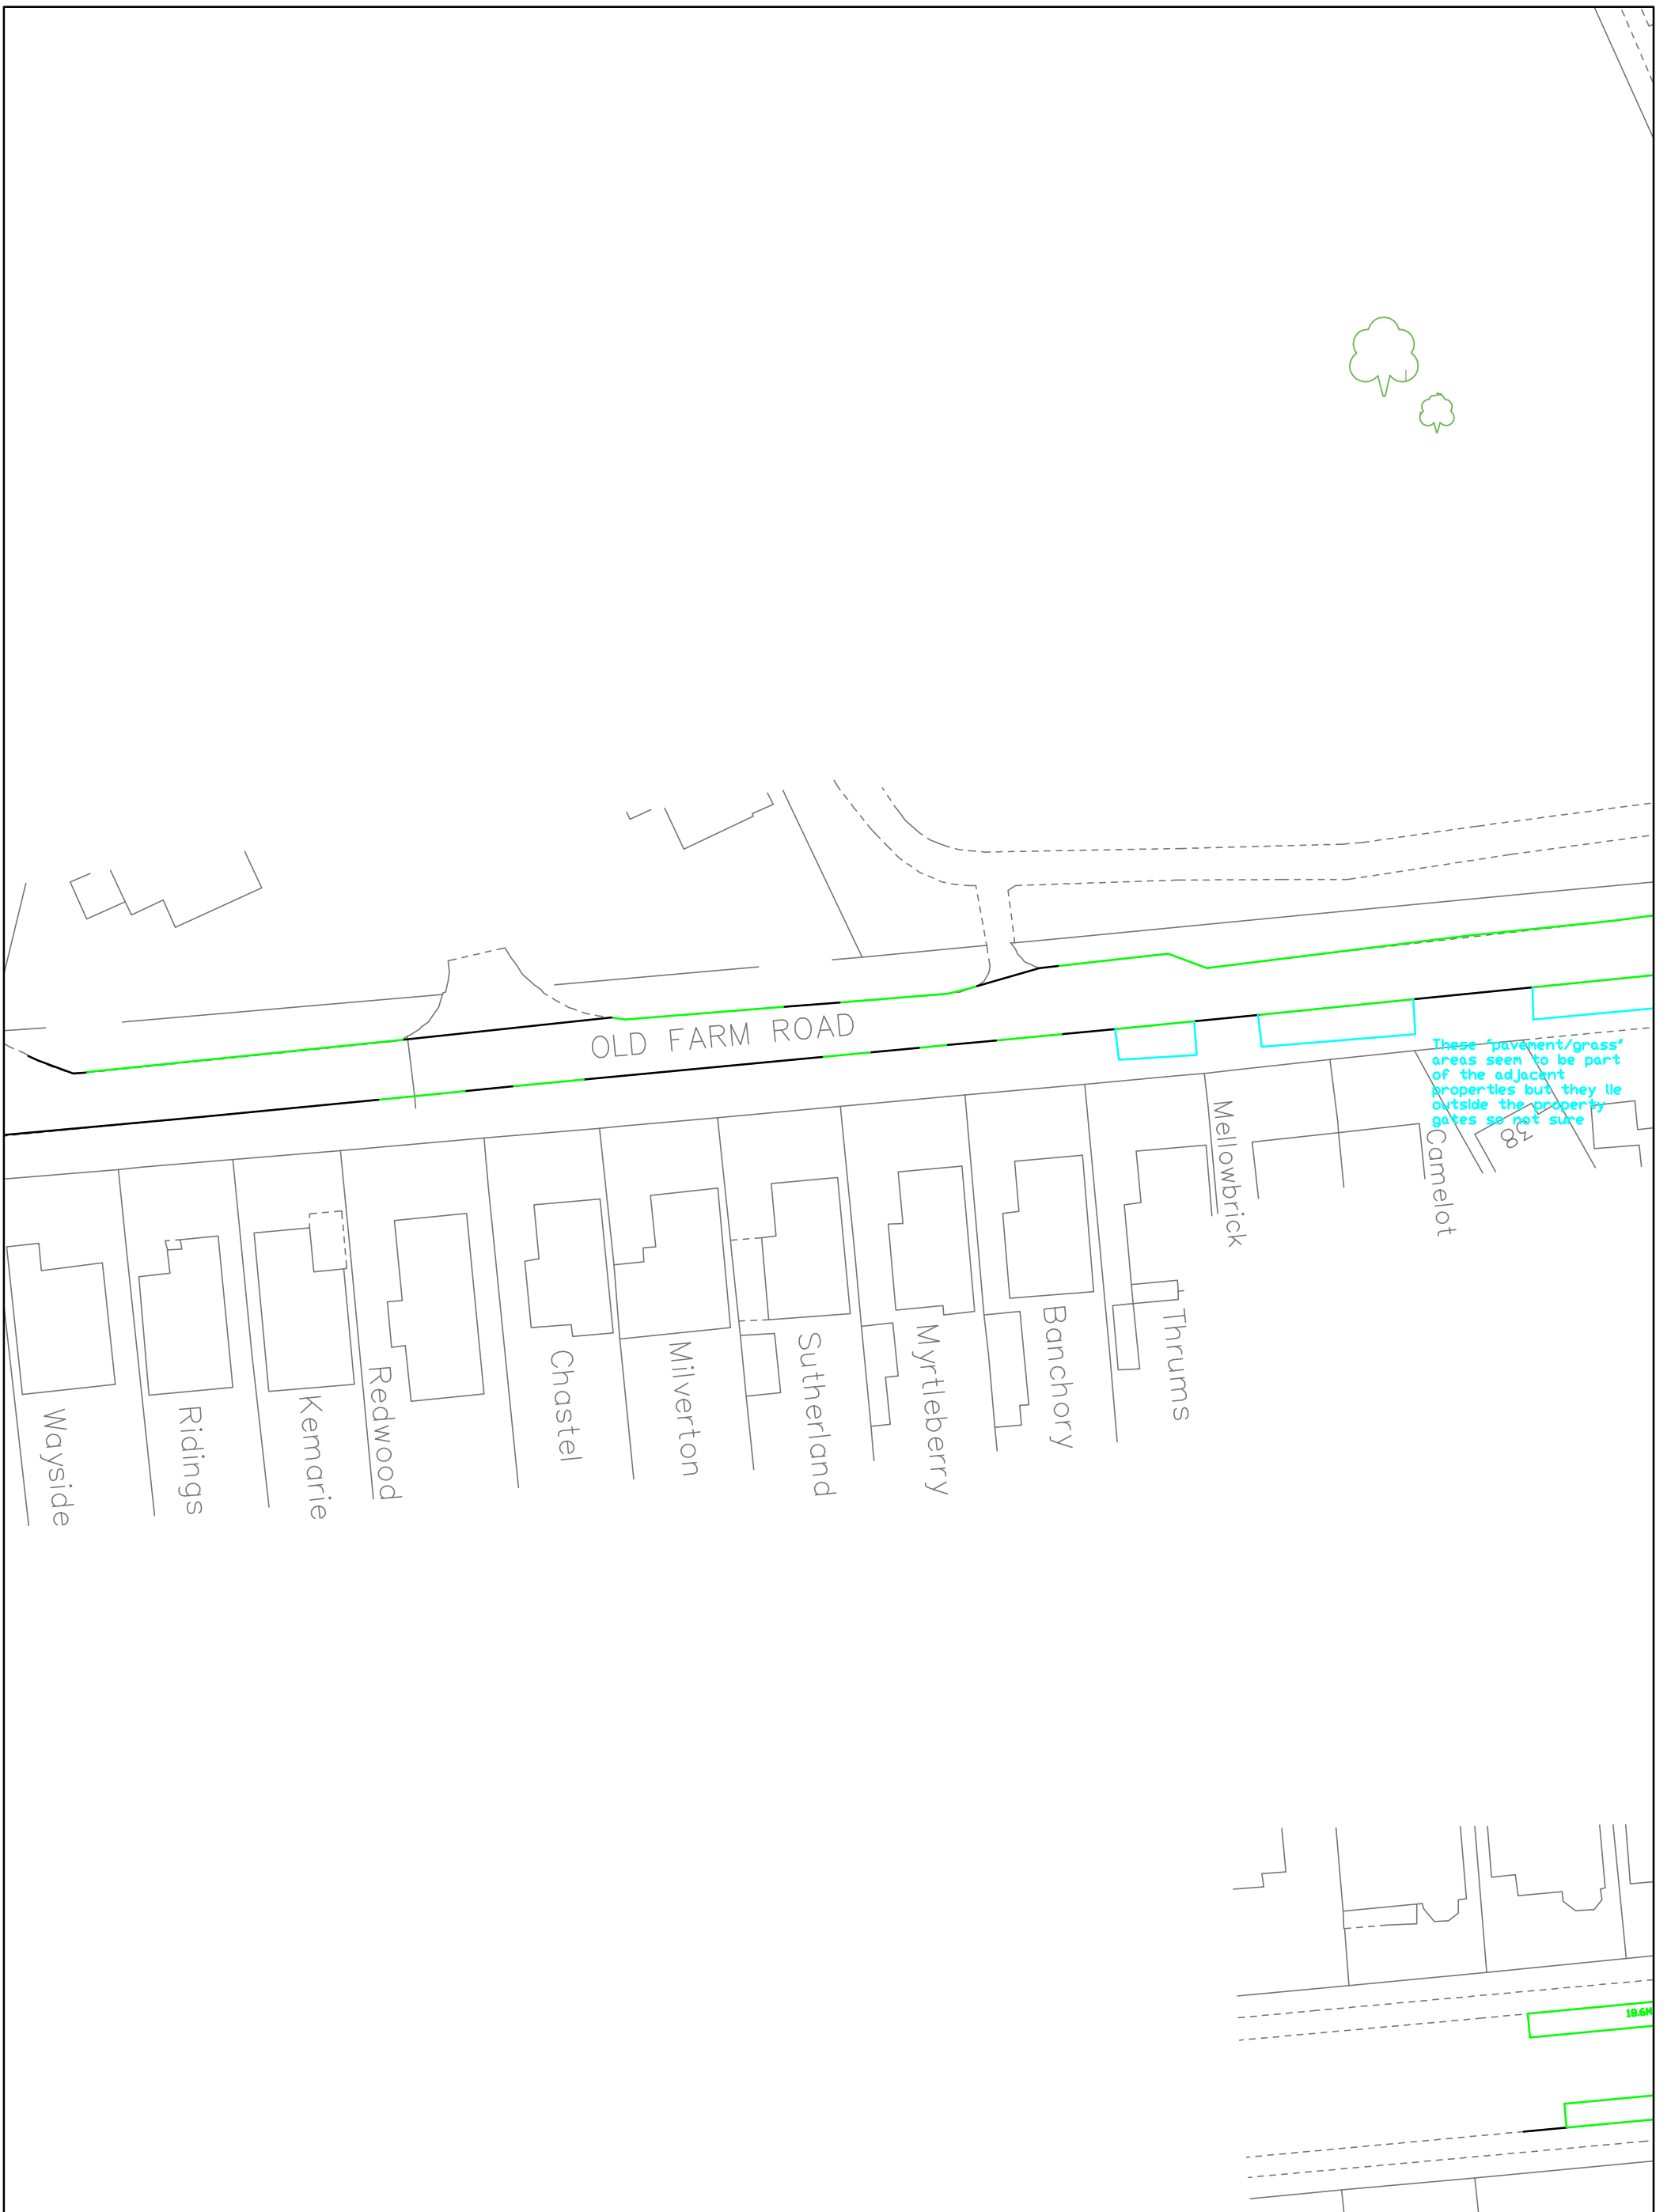 OLD FARM ROAD
These 'pavement/grass'
areas seem to be part
of the adjacent
properties but they lie
outside the property
gates so not sure
38
Camelot
Mellowbrick
Thrums
Banchory
Myrtleberry
Sutherland
Milverton
Chastel
Redwood
Kemarie
Ridings
Wayside
18.6M